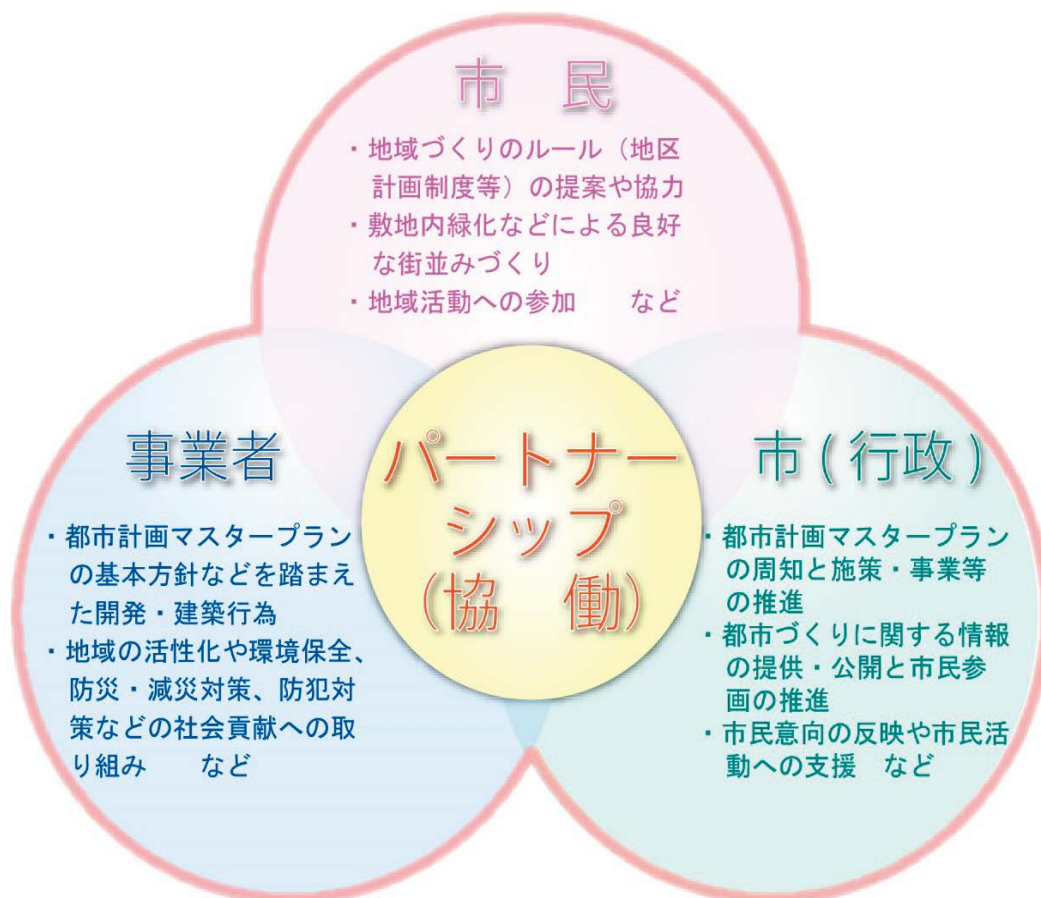 市　民
・地域づくりのルール（地区
計画制度等）の提案や協力
・敷地内緑化などによる良好
な街並みづくり
・地域活動への参加　　など
事業者
・都市計画マスタープラン
の基本方針などを踏まえ
た開発・建築行為
・地域の活性化や環境保全、
防災・減災対策、防犯対
策などの社会貢献への取
り組み　　など
パートナー
シップ
(協　働)
市(行政)
・都市計画マスタープラン
の周知と施策・事業等
の推進
・都市づくりに関する情報
の提供・公開と市民参
画の推進
・市民意向の反映や市民活
動への支援　など